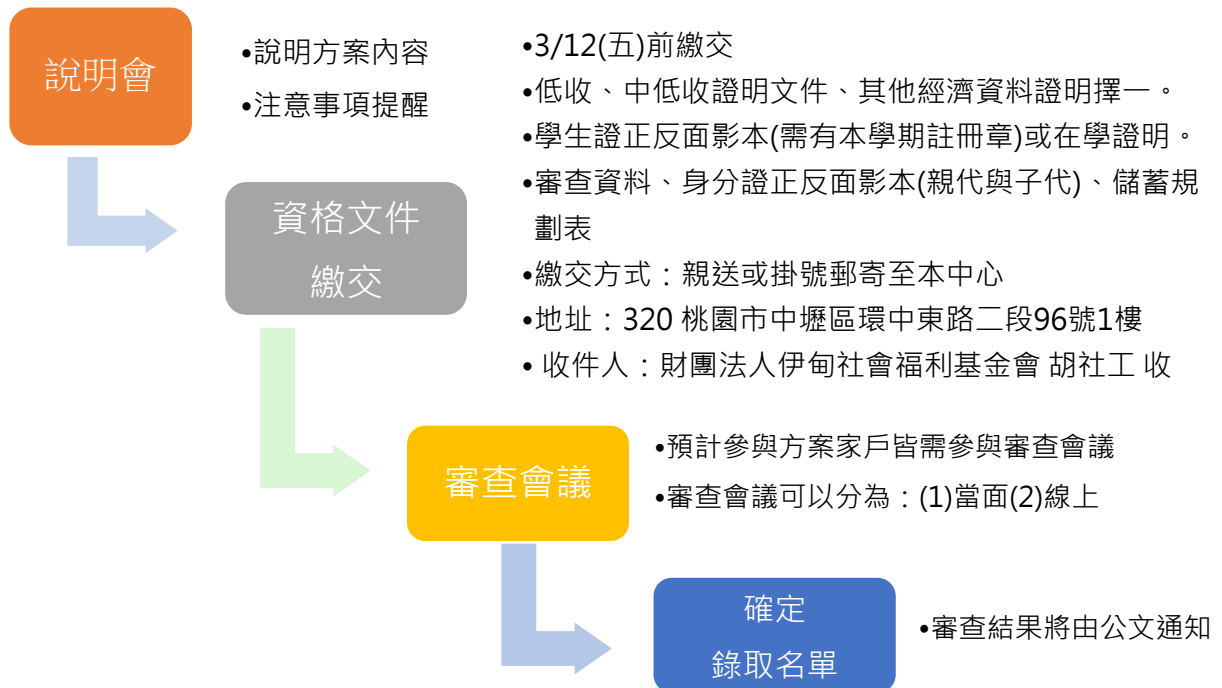 說明會
•說明方案內容
•注意事項提醒
資格文件
繳交
•3/12(五)前繳交
•低收、中低收證明文件、其他經濟資料證明擇一。
•學生證正反面影本(需有本學期註冊章)或在學證明。
•審查資料、身分證正反面影本(親代與子代)、儲蓄規
劃表
•繳交方式：親送或掛號郵寄至本中心
•地址：320 桃園市中壢區環中東路二段96號1樓
• 收件人：財團法人伊甸社會福利基金會 胡社工 收
審查會議
•預計參與方案家戶皆需參與審查會議
•審查會議可以分為：(1)當面(2)線上
確定
錄取名單
•審查結果將由公文通知